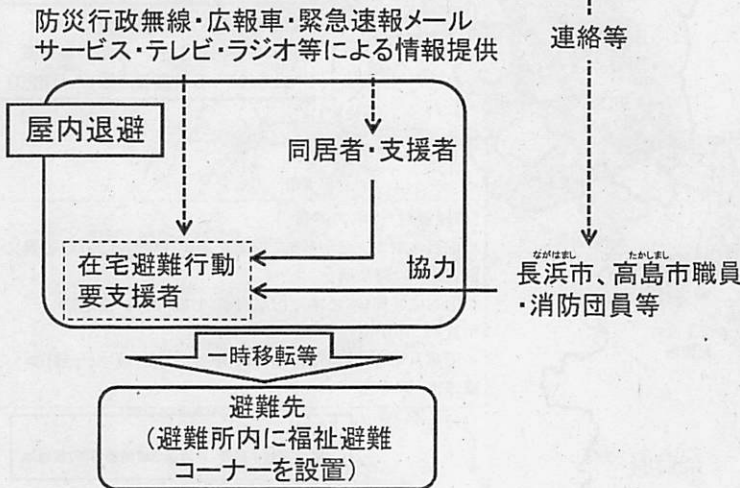 防災行政無線・広報車・緊急速報メール
サービス・テレビ・ラジオ等による情報提供
連絡等
屋内退避
同居者・支援者
在宅避難行動
要支援者
協力
ながはまし たかしまし
長浜市、高島市職員
・消防団員等
一時移転等
避難先
（避難所内に福祉避難
コーナーを設置）